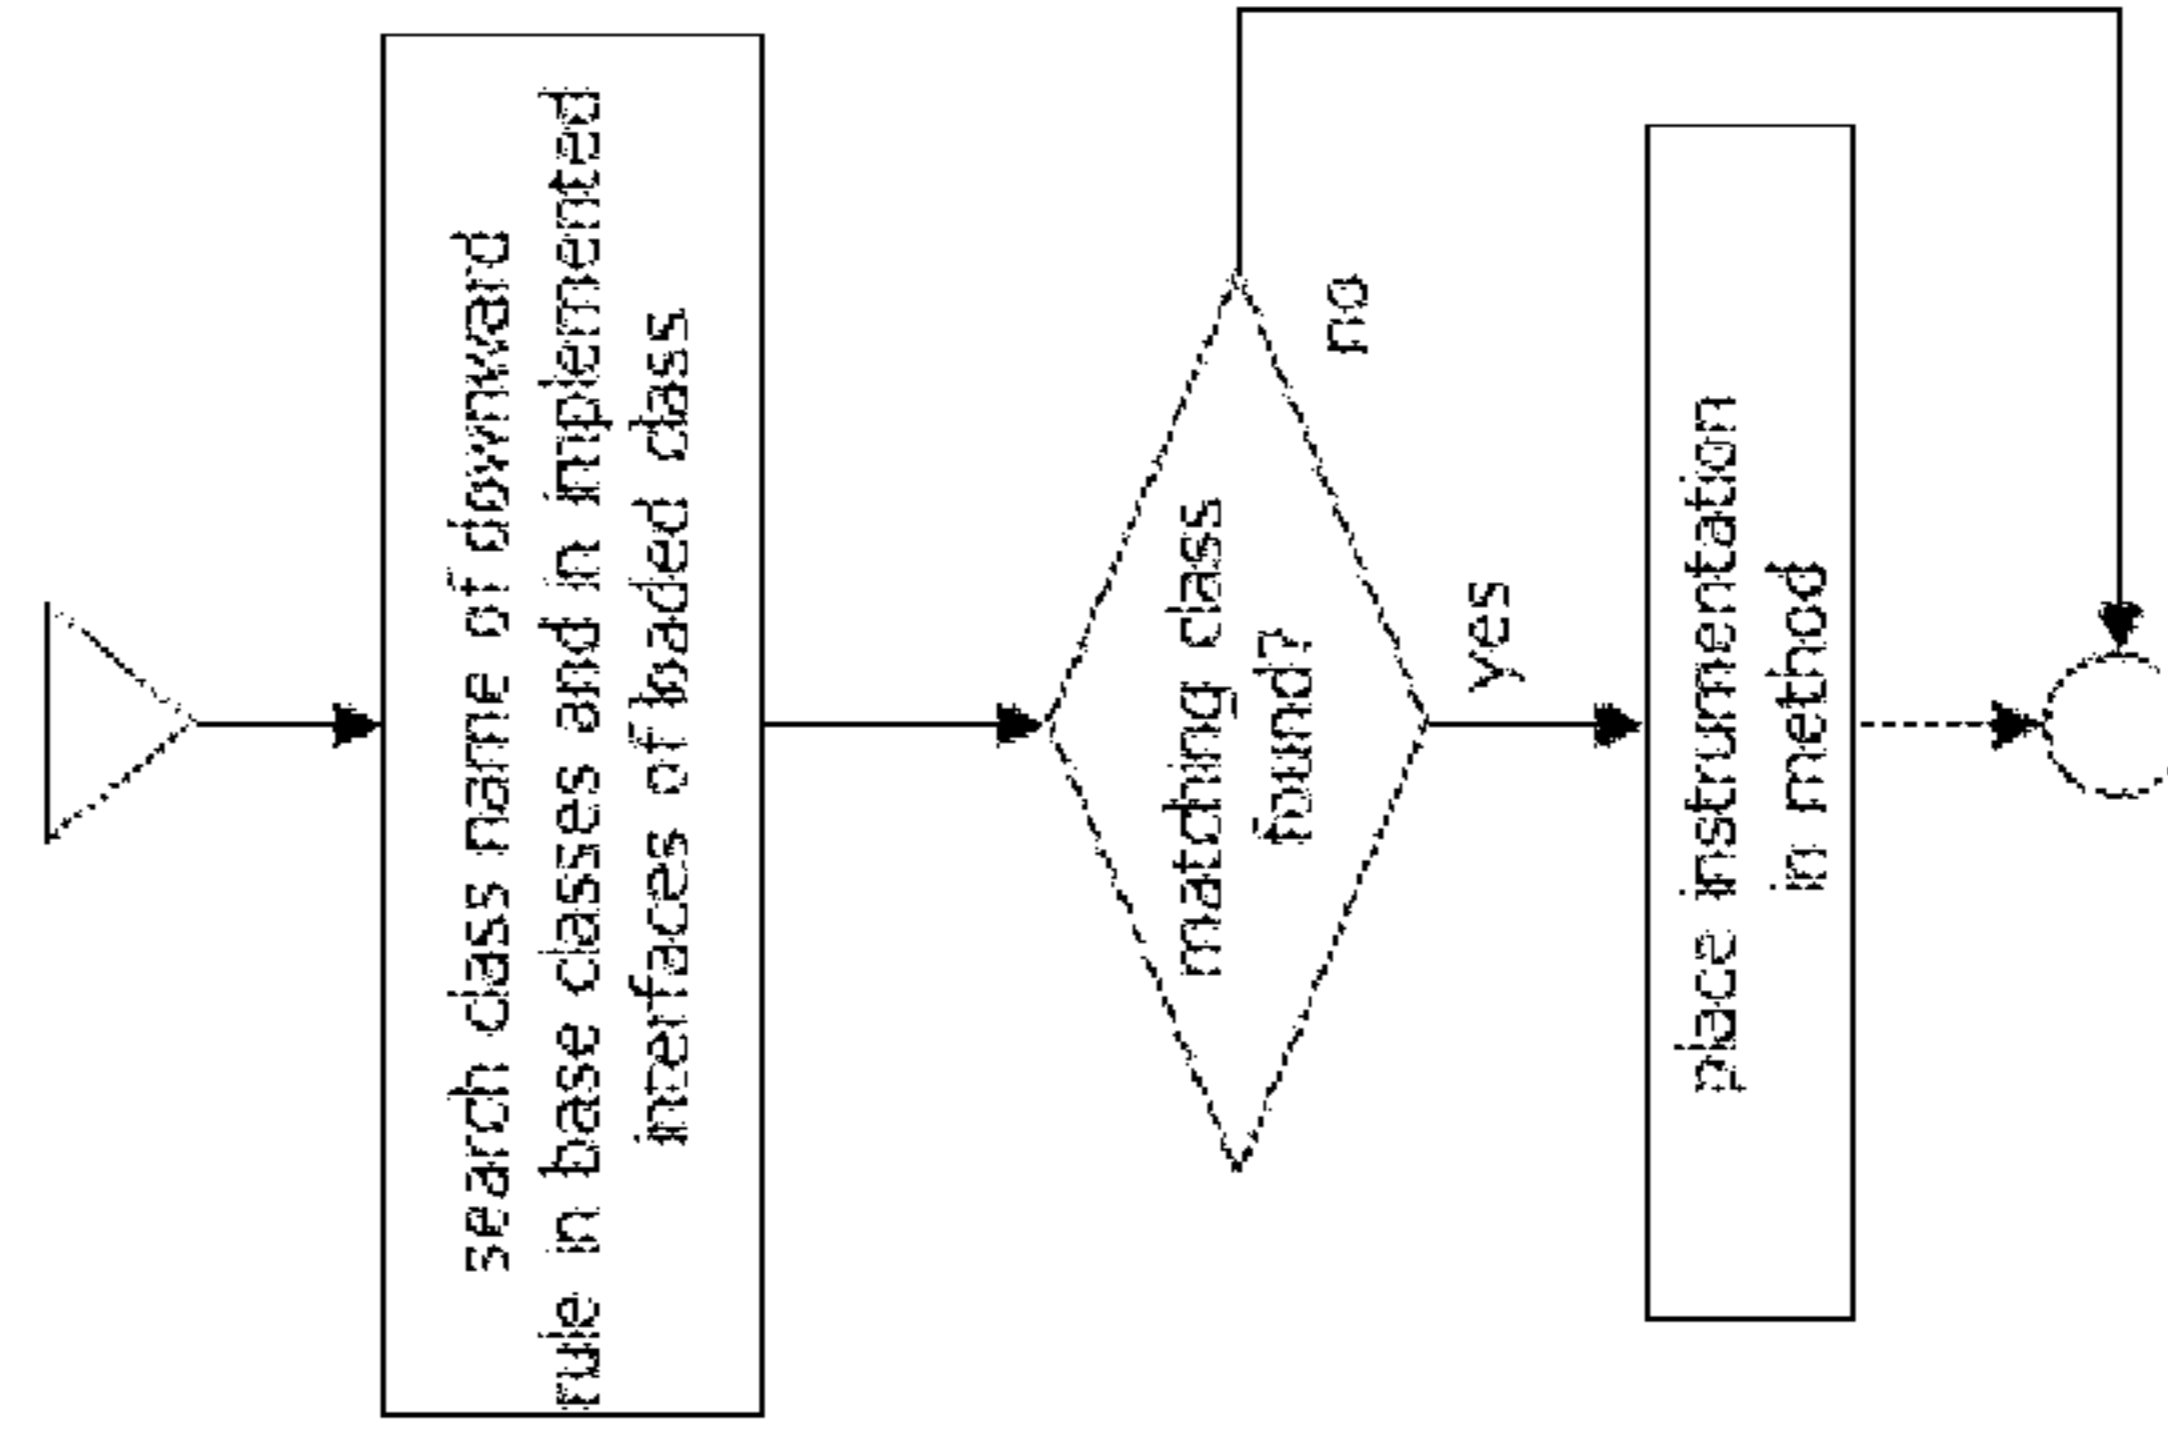 search class name of downward
rule in base classes and in implemented
interfaces of loaded class
matching class
found?
no
yes
place instrumentation
in method